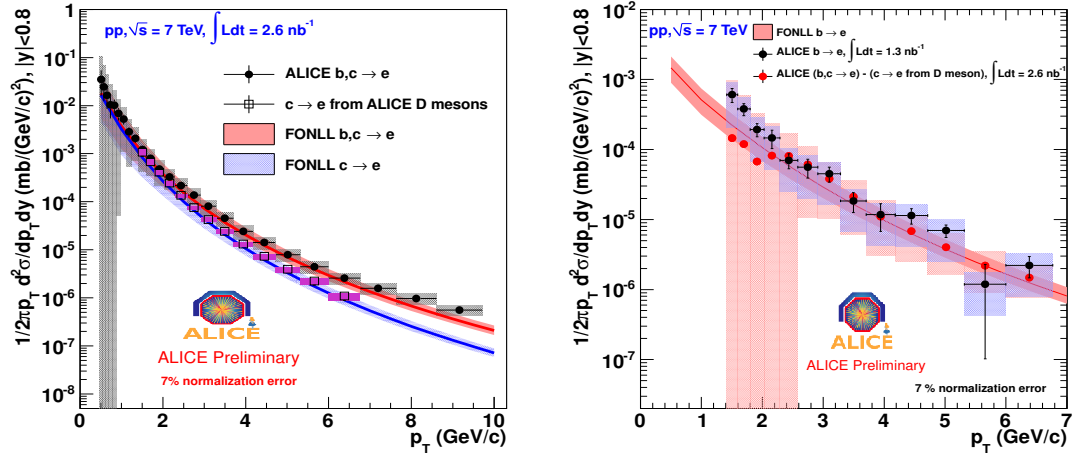 pp,√s = 7 TeV, ∫Ldt = 2.6 nb⁻¹
ALICE b,c → e
c → e from ALICE D mesons
FONLL b,c → e
FONLL c → e
ALICE
ALICE Preliminary
7% normalization error
1/2πp_T d²σ/dp_T dy (mb/(GeV/c)²), |y|<0.8
1
10⁻¹
10⁻²
10⁻³
10⁻⁴
10⁻⁵
10⁻⁶
10⁻⁷
10⁻⁸
0 2 4 6 8 10
p_T (GeV/c)
pp,√s = 7 TeV
FONLL b → e
ALICE b → e, ∫Ldt = 1.3 nb⁻¹
ALICE (b,c → e) - (c → e from D meson), ∫Ldt = 2.6 nb⁻¹
ALICE
ALICE Preliminary
7 % normalization error
1/2πp_T d²σ/dp_T dy (mb/(GeV/c)²), |y|<0.8
10⁻²
10⁻³
10⁻⁴
10⁻⁵
10⁻⁶
10⁻⁷
0 1 2 3 4 5 6 7
p_T (GeV/c)